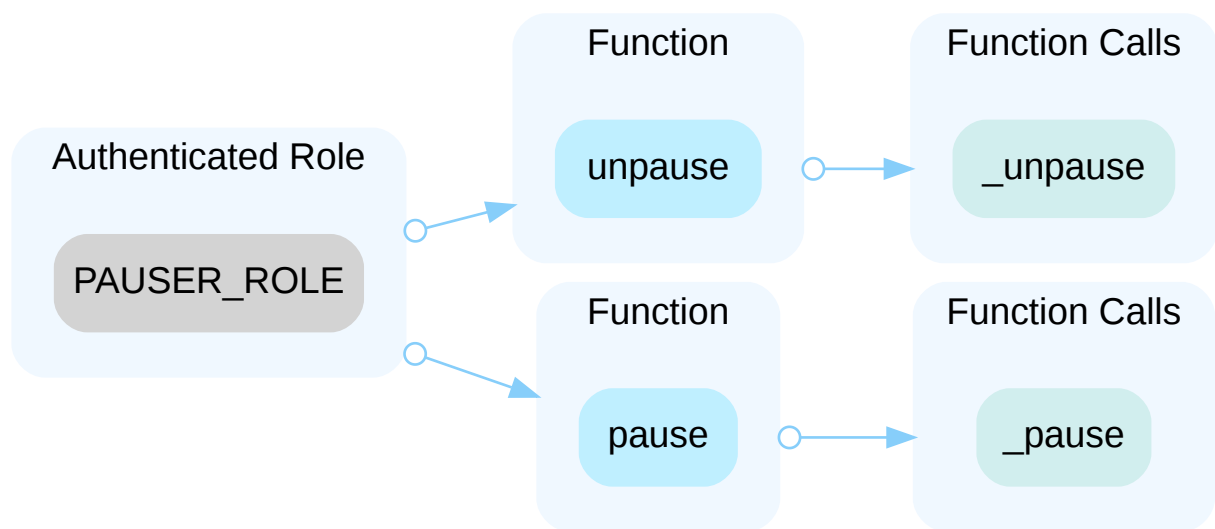 Authenticated Role
PAUSER_ROLE
Function
unpause
Function Calls
_unpause
Function
pause
Function Calls
_pause